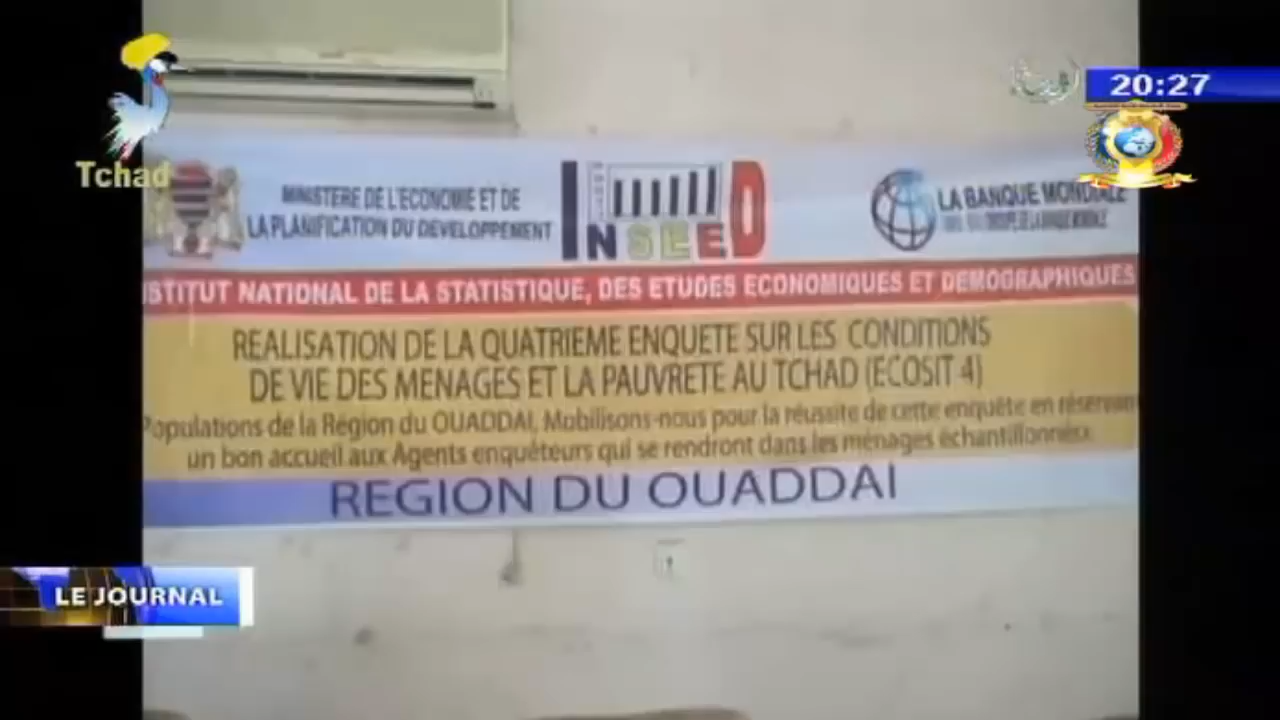 20:27
Tchad
MINISTERE DE L'ECONOMIE ET DE
LA PLANIFICATION DU DEVELOPPEMENT
INSEED
LA BANQUE MONDIALE
STITUT NATIONAL DE LA STATISTIQUE, DES ETUDES ECONOMIQUES ET DEMOGRAPHIQUES
REALISATION DE LA QUATRIEME ENQUETE SUR LES CONDITIONS
DE VIE DES MENAGES ET LA PAUVRETE AU TCHAD (ECOSIT 4)
Populations de la Région du OUADDAI, Mobilisons-nous pour la réussite de cette enquête en réservan
un bon accueil aux Agents enquêteurs qui se rendront dans les ménages
REGION DU OUADDAI
LE JOURNAL